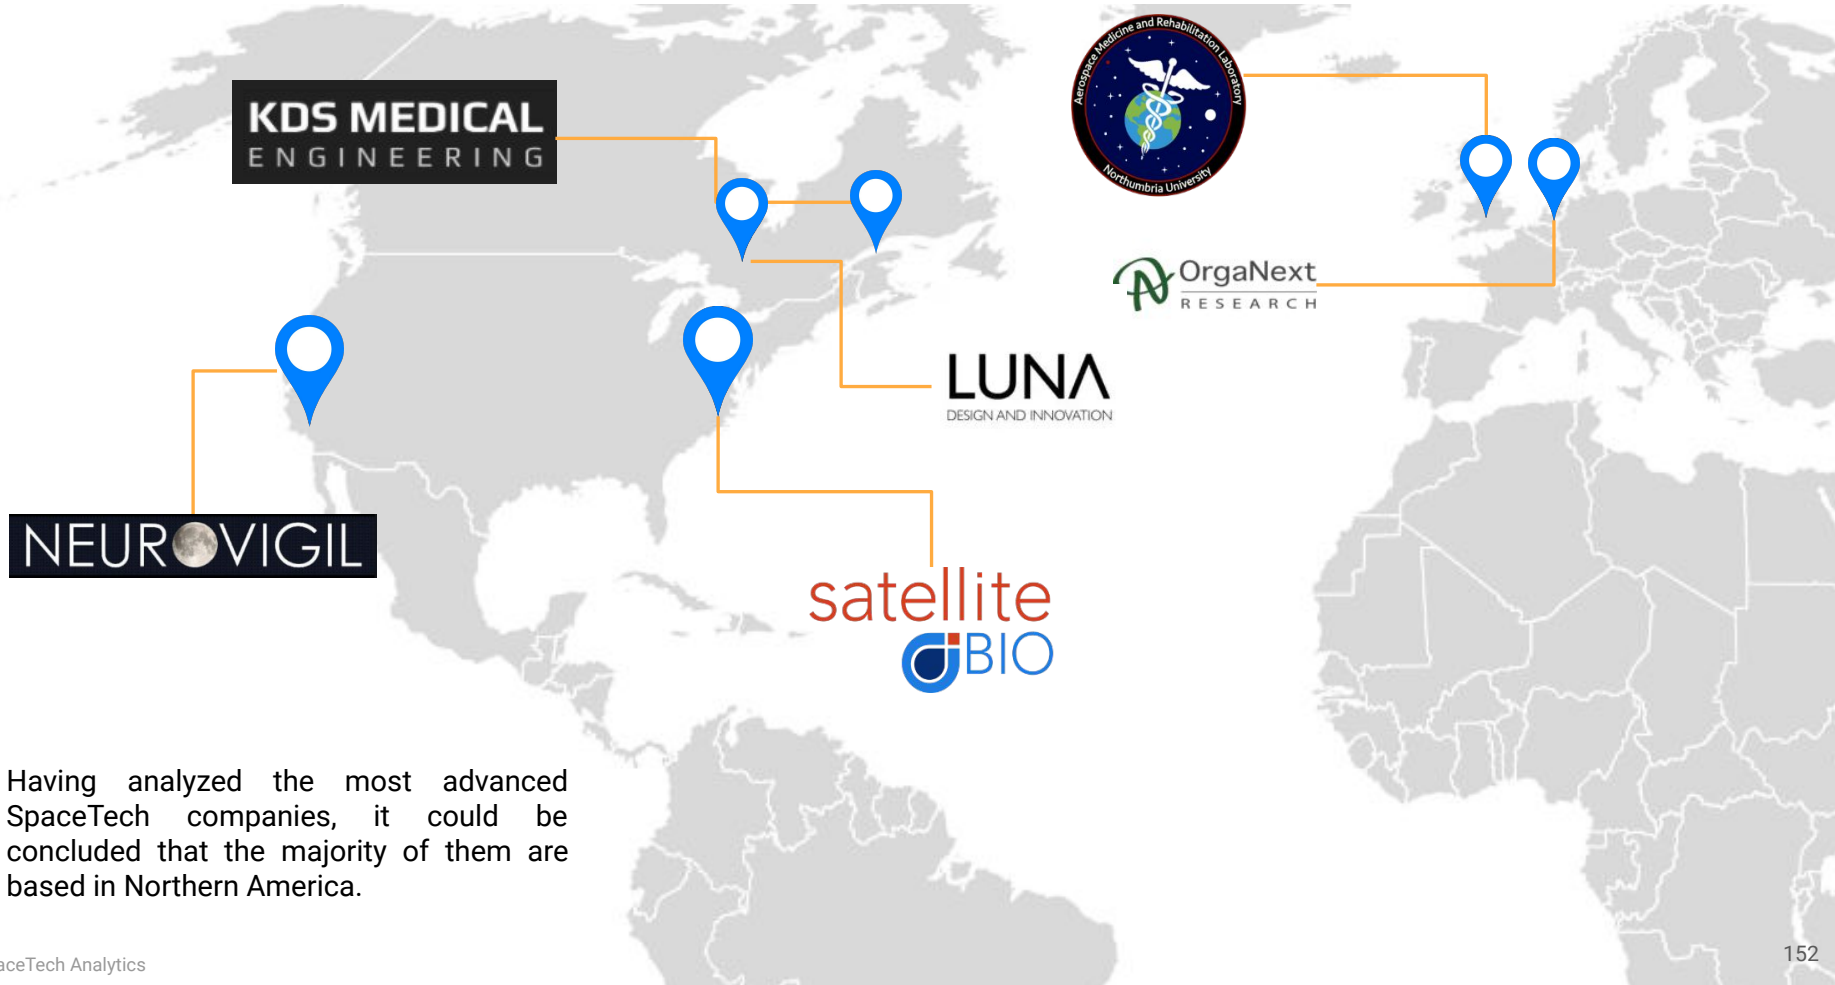 Aerospace Medicine and Rehabilitation Laboratory
Northumbria University
KDS MEDICAL
ENGINEERING
OrgaNext
RESEARCH
LUNA
DESIGN AND INNOVATION
NEUROVIGIL
satellite
BIO
Having analyzed the most advanced
SpaceTech companies, it could be
concluded that the majority of them are
based in Northern America.
aceTech Analytics
152